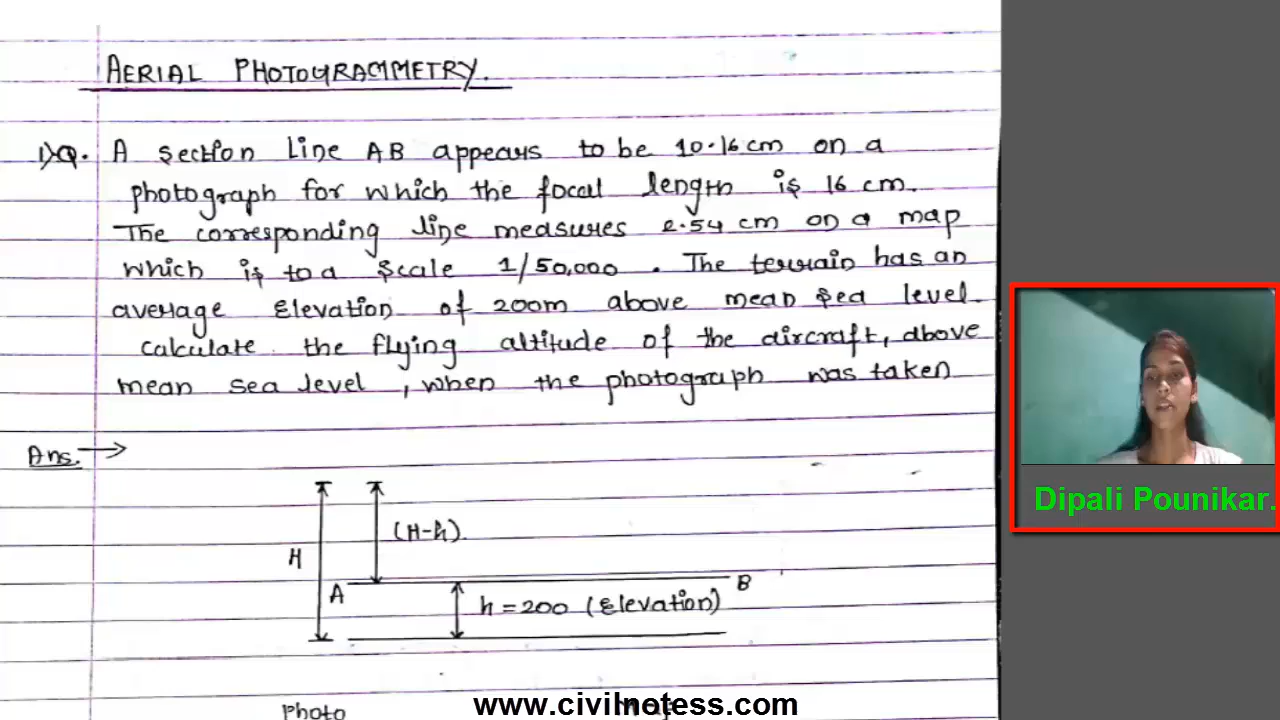 AERIAL PHOTOGRAMMETRY.
1)Q. A section line AB appears to be 10.16 cm on a
photograph for which the focal length is 16 cm.
The corresponding line measures 2.54 cm on a map
which is to a scale 1/50,000. The terrain has an
average Elevation of 200m above mean sea level.
calculate the flying altitude of the aircraft, above
mean sea level, when the photograph was taken
Ans. →
H
(H-h).
A
B
h = 200 (Elevation)
Photo
www.civilnotess.com
Dipali Pounikar.